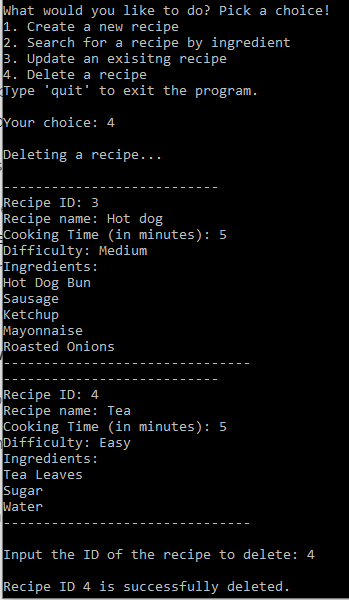 What would you like to do? Pick a choice!
1. Create a new recipe
2. Search for a recipe by ingredient
3. Update an exisitng recipe
4. Delete a recipe
Type 'quit' to exit the program.
Your choice: 4
Deleting a recipe...
---------------------------
Recipe ID: 3
Recipe name: Hot dog
Cooking Time (in minutes): 5
Difficulty: Medium
Ingredients:
Hot Dog Bun
Sausage
Ketchup
Mayonnaise
Roasted Onions
-------------------------------
---------------------------
Recipe ID: 4
Recipe name: Tea
Cooking Time (in minutes): 5
Difficulty: Easy
Ingredients:
Tea Leaves
Sugar
Water
-------------------------------
Input the ID of the recipe to delete: 4
Recipe ID 4 is successfully deleted.